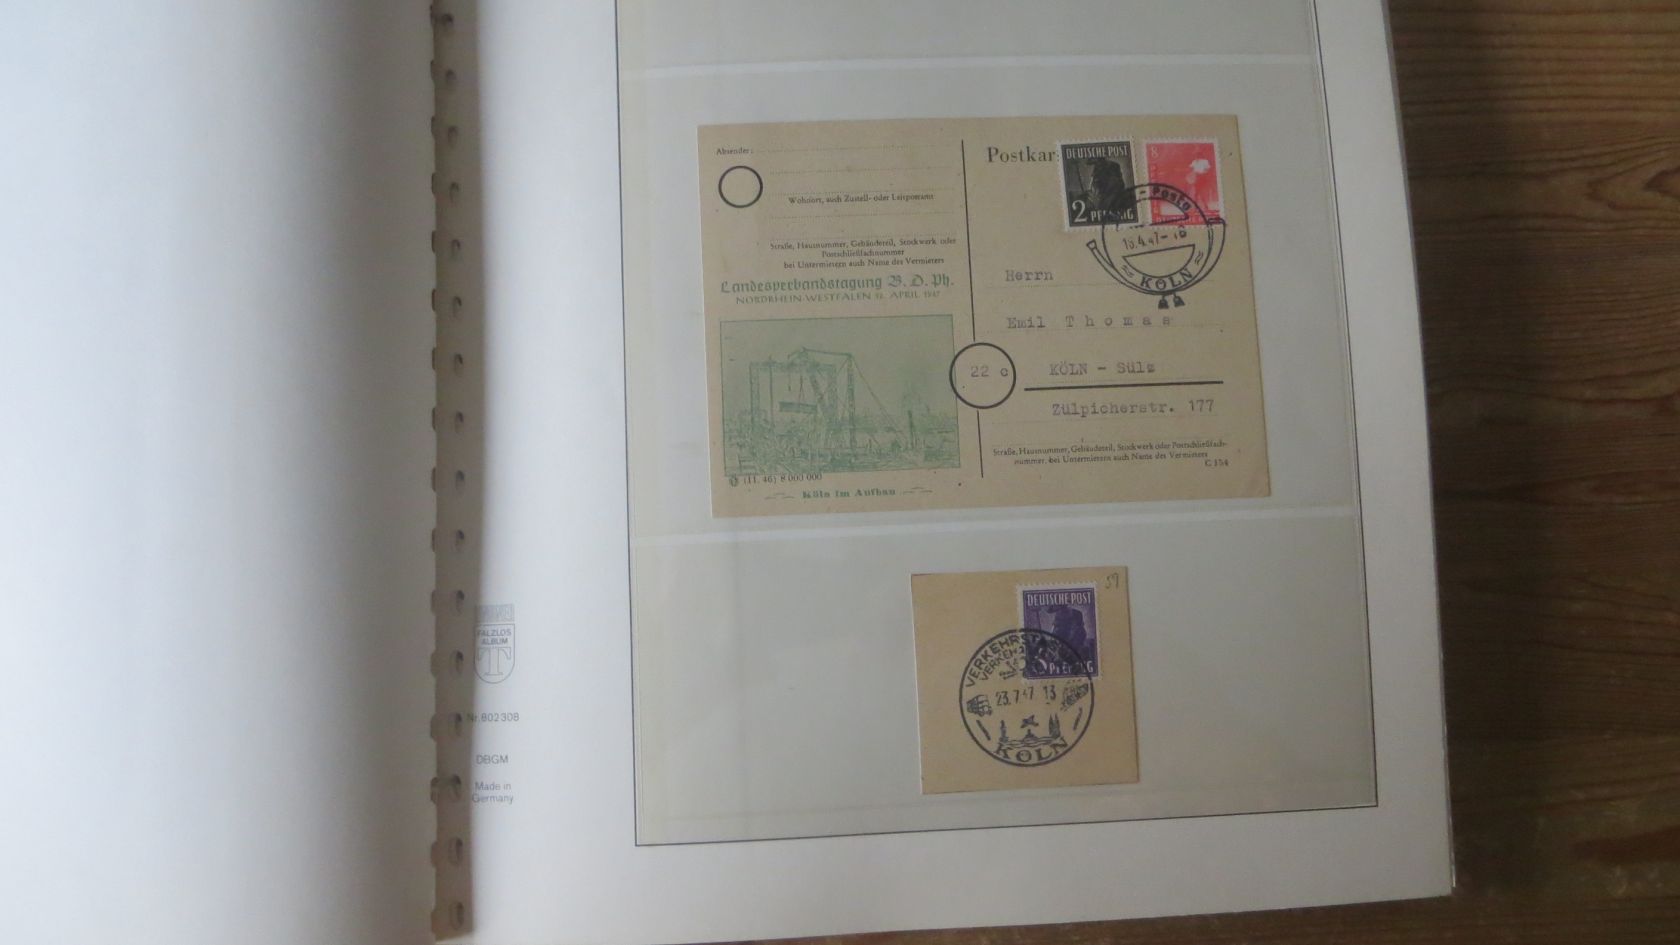 Absender:
Wohnort, auch Zustell- oder Leitpostamt
Straße, Hausnummer, Gebäudeteil, Stockwerk oder
Postschließfachnummer
bei Untermietern auch Name des Vermieters
Landesverbandstagung B. D. Ph.
NORDRHEIN-WESTFALEN APRIL 1947
(11. 46) 8 000 000
Köln im Aufbau
Postkar
DEUTSCHE POST
2 PFENNIG
8
16.4.47
KÖLN
Herrn
Emil Thomas
22 c
KÖLN - Sülz
Zülpicherstr. 177
Straße, Hausnummer, Gebäudeteil, Stockwerk oder Postschließfach-
nummer, bei Untermietern auch Name des Vermieters
C 154
59
DEUTSCHE POST
6 PFENNIG
23.7.47 13
KÖLN
FALZLOS
ALBUM
T
Nr. 802308
DBGM
Made in
Germany